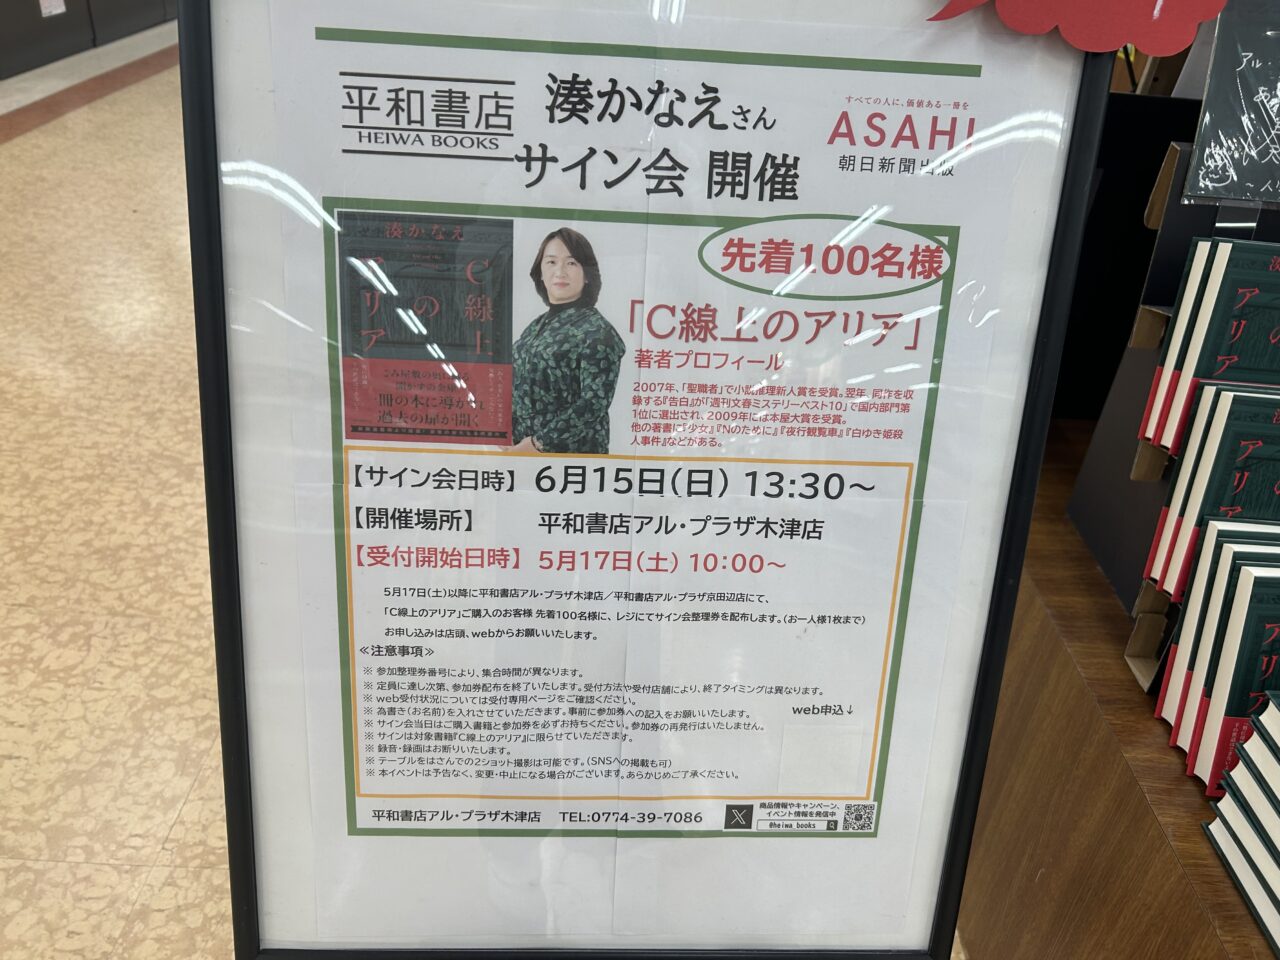 平和書店
HEIWA BOOKS
湊かなえさん
サイン会 開催
すべての人に、価値ある一冊を
ASAHI
朝日新聞出版
湊かなえ
C線上
の
アリア
ごみ屋敷の
一冊の本に導かれ
過去の扉が開く
先着100名様
「C線上のアリア」
著者プロフィール
2007年、「聖職者」で小説推理新人賞を受賞。翌年、同作を収
録する『告白』が「週刊文春ミステリーベスト10」で国内部門第
1位に選出され、2009年には本屋大賞を受賞。
他の著書に『少女』『Nのために』『夜行観覧車』『白ゆき姫殺
人事件』などがある。
【サイン会日時】 6月15日(日) 13:30～
【開催場所】 平和書店アル・プラザ木津店
【受付開始日時】 5月17日(土) 10:00～
5月17日(土)以降に平和書店アル・プラザ木津店／平和書店アル・プラザ京田辺店にて、
「C線上のアリア」ご購入のお客様 先着100名様に、レジにてサイン会整理券を配布します。(お一人様1枚まで)
お申し込みは店頭、webからお願いいたします。
≪注意事項≫
※ 参加整理券番号により、集合時間が異なります。
※ 定員に達し次第、参加券配布を終了いたします。受付方法や受付店舗により、終了タイミングは異なります。
※ web受付状況については受付専用ページをご確認ください。
※ 為書き(お名前)を入れさせていただきます。事前に参加券への記入をお願いいたします。
※ サイン会当日はご購入書籍と参加券を必ずお持ちください。参加券の再発行はいたしません。
※ サインは対象書籍『C線上のアリア』に限らせていただきます。
※ 録音・録画はお断りいたします。
※ テーブルをはさんでの2ショット撮影は可能です。(SNSへの掲載も可)
※ 本イベントは予告なく、変更・中止になる場合がございます。あらかじめご了承ください。
web申込↓
平和書店アル・プラザ木津店 TEL:0774-39-7086
商品情報やキャンペーン、
イベント情報を発信中
@heiwa_books
アル・
アリア
アリア
アリ
アリ